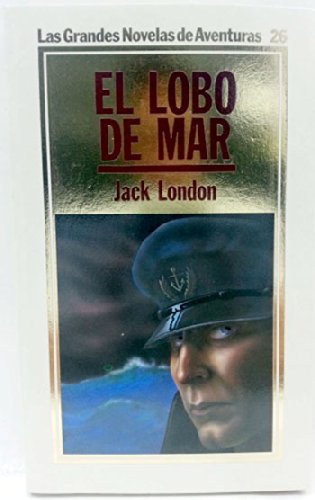 Las Grandes Novelas de Aventuras 26
EL LOBO
DE MAR
Jack London